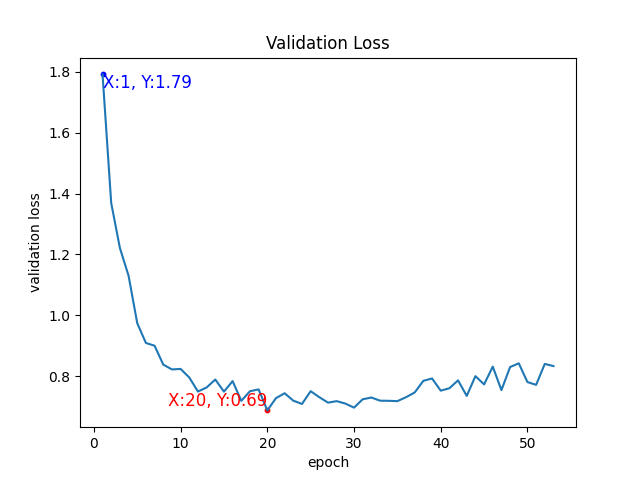 Validation Loss
1.8
X:1, Y:1.79
1.6
1.4
validation loss
1.2
1.0
0.8
X:20, Y:0.69
0 10 20 30 40 50
epoch